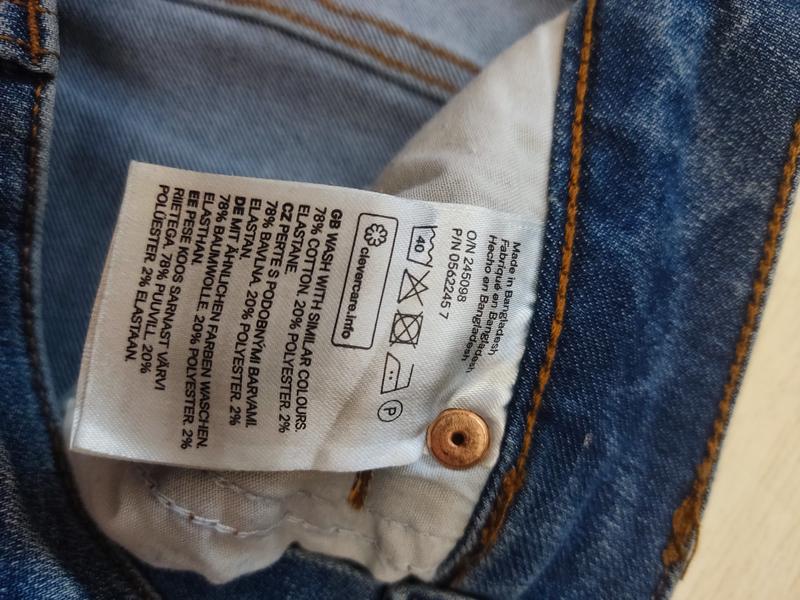 Made in Bangladesh
Fabriqué en Bangladesh
Hecho en Bangladesh
O/N 245098
P/N 0562245 7
40
P
clevercare.info
GB WASH WITH SIMILAR COLOURS.
78% COTTON, 20% POLYESTER, 2%
ELASTANE.
CZ PERTE S PODOBNÝMI BARVAMI.
78% BAVLNA, 20% POLYESTER, 2%
ELASTAN.
DE MIT ÄHNLICHEN FARBEN WASCHEN.
78% BAUMWOLLE, 20% POLYESTER, 2%
ELASTHAN.
EE PESE KOOS SARNAST VÄRVI
RIIETEGA. 78% PUUVILL, 20%
POLÜESTER, 2% ELASTAAN.